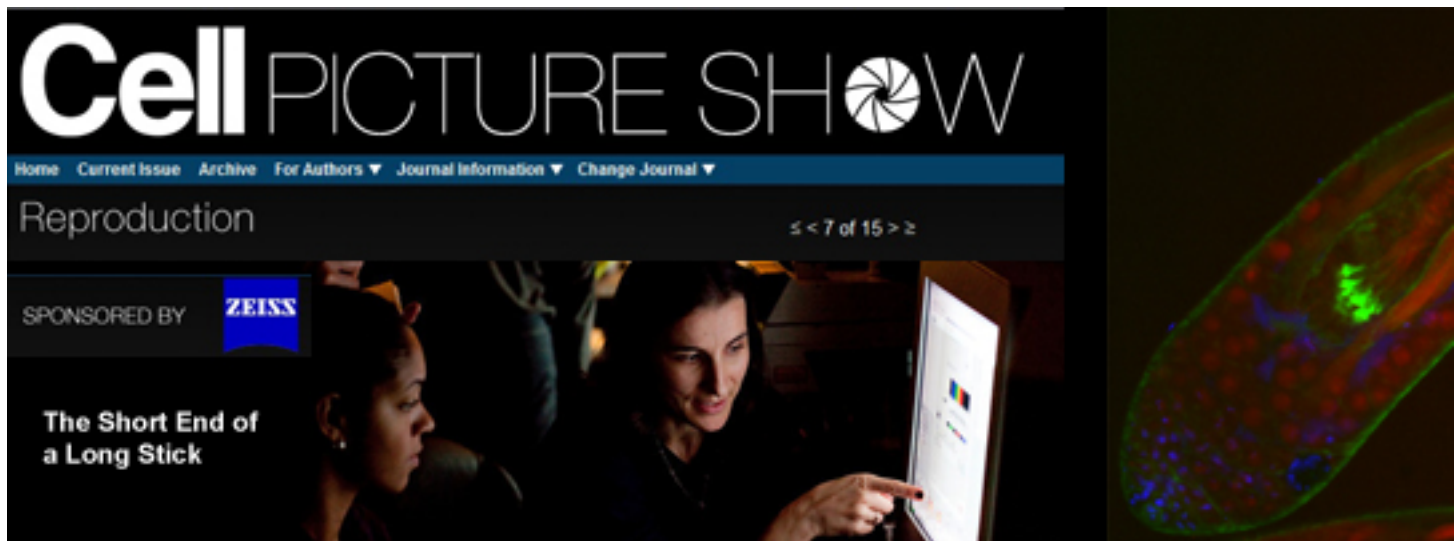 Cell PICTURE SHOW
Home Current Issue Archive For Authors ▼ Journal Information ▼ Change Journal ▼
Reproduction
≤ < 7 of 15 > ≥
SPONSORED BY ZEISS
The Short End of
a Long Stick